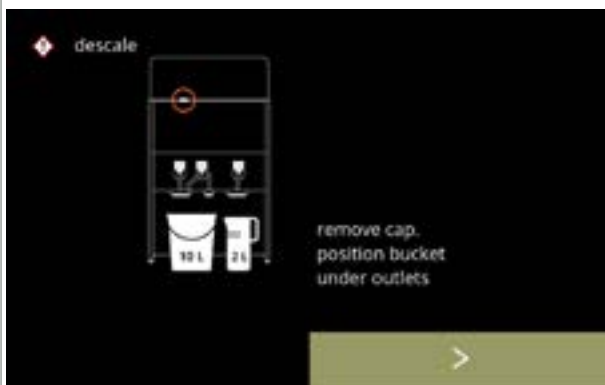 descale
10 L
2 L
remove cap.
position bucket
under outlets
>